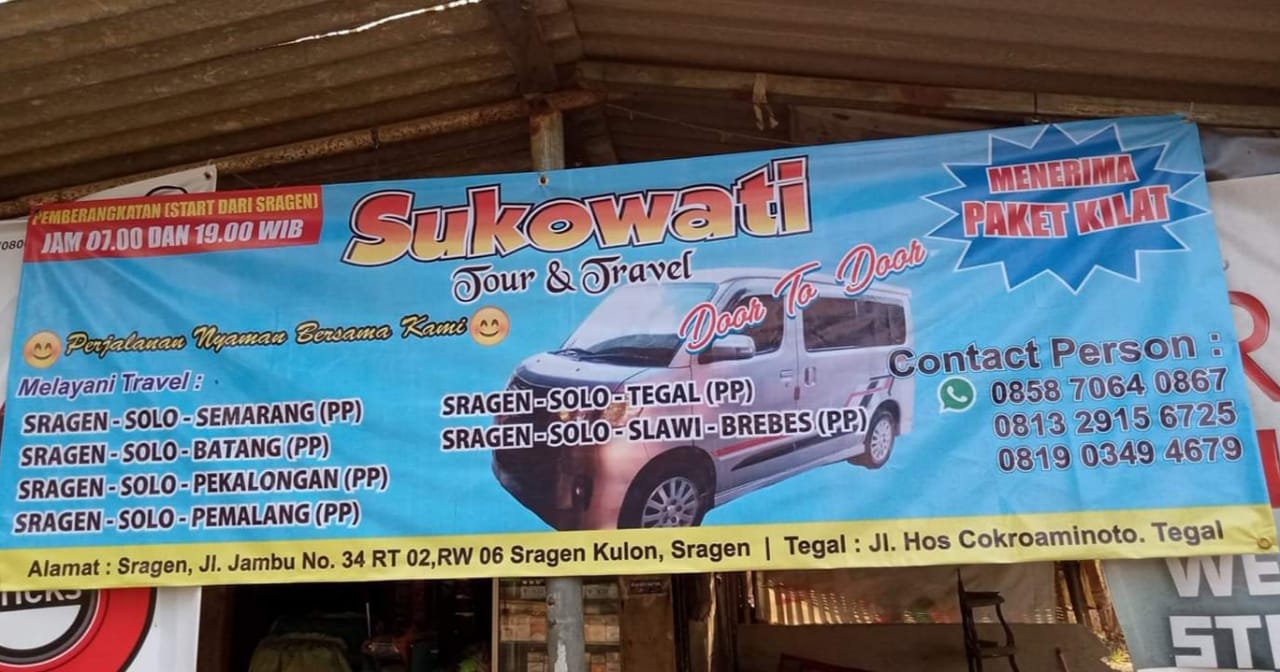 PEMBERANGKATAN (START DARI SRAGEN)
JAM 07.00 DAN 19.00 WIB
Sukowati
Tour & Travel
Door To Door
MENERIMA
PAKET KILAT
Perjalanan Nyaman Bersama Kami
Melayani Travel :
SRAGEN - SOLO - SEMARANG (PP)
SRAGEN - SOLO - BATANG (PP)
SRAGEN - SOLO - PEKALONGAN (PP)
SRAGEN - SOLO - PEMALANG (PP)
SRAGEN - SOLO - TEGAL (PP)
SRAGEN - SOLO - SLAWI - BREBES (PP)
Contact Person :
0858 7064 0867
0813 2915 6725
0819 0349 4679
Alamat : Sragen, Jl. Jambu No. 34 RT 02,RW 06 Sragen Kulon, Sragen | Tegal : Jl. Hos Cokroaminoto. Tegal